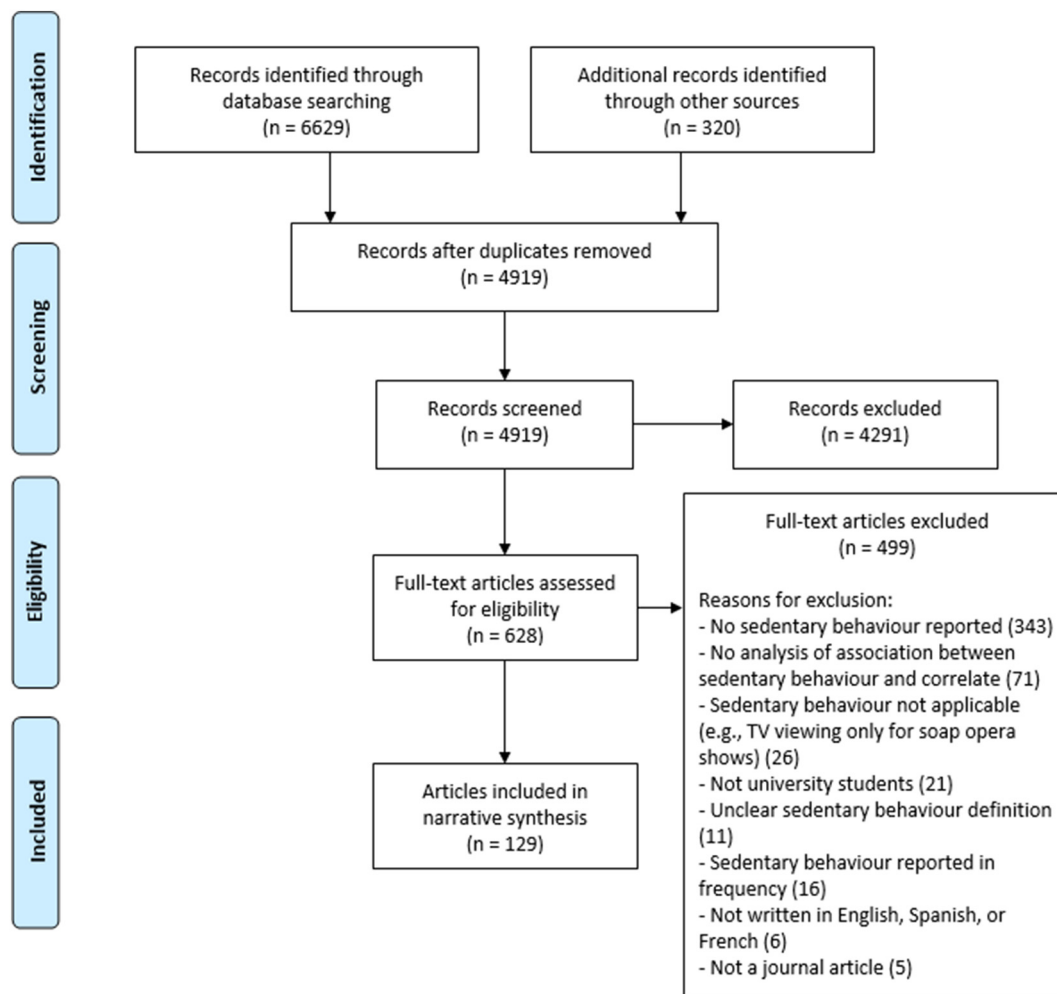 Identification
Records identified through
database searching
(n = 6629)
Additional records identified
through other sources
(n = 320)
Screening
Records after duplicates removed
(n = 4919)
Records screened
(n = 4919)
Records excluded
(n = 4291)
Eligibility
Full-text articles assessed
for eligibility
(n = 628)
Full-text articles excluded
(n = 499)
Reasons for exclusion:
- No sedentary behaviour reported (343)
- No analysis of association between
sedentary behaviour and correlate (71)
- Sedentary behaviour not applicable
(e.g., TV viewing only for soap opera
shows) (26)
- Not university students (21)
- Unclear sedentary behaviour definition
(11)
- Sedentary behaviour reported in
frequency (16)
- Not written in English, Spanish, or
French (6)
- Not a journal article (5)
Included
Articles included in
narrative synthesis
(n = 129)